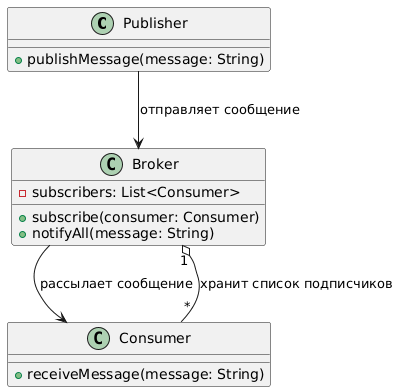 C Publisher
publishMessage(message: String)
отправляет сообщение
C Broker
subscribers: List<Consumer>
subscribe(consumer: Consumer)
notifyAll(message: String)
1
рассылает сообщение
хранит список подписчиков
*
C Consumer
receiveMessage(message: String)